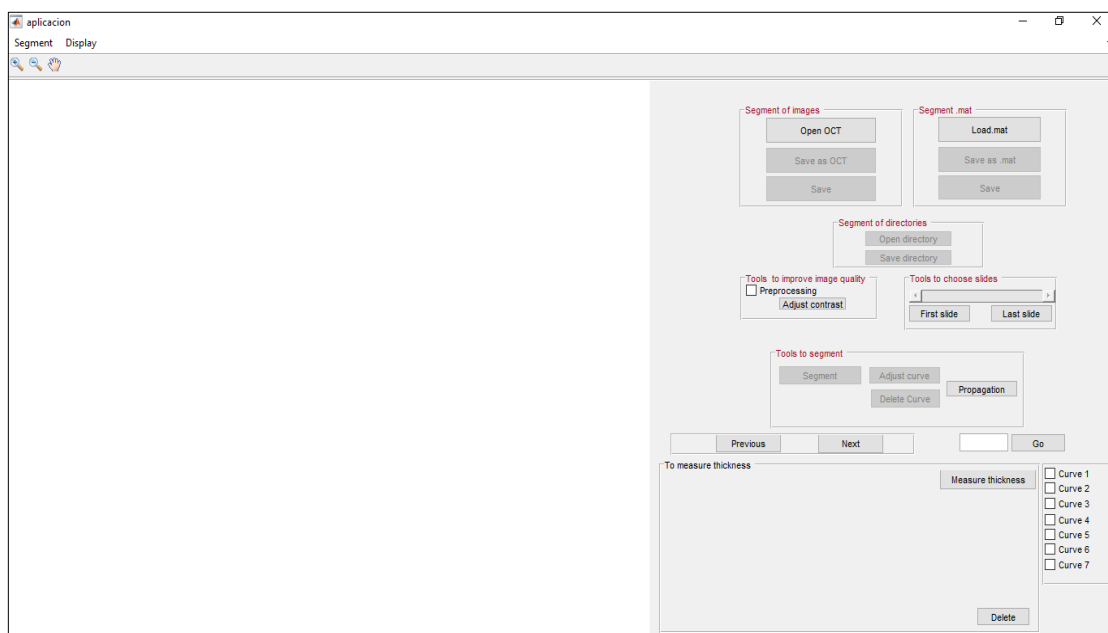 aplicacion
Segment Display
Segment of images
Open OCT
Save as OCT
Save
Segment .mat
Load.mat
Save as .mat
Save
Segment of directories
Open directory
Save directory
Tools to improve image quality
Preprocessing
Adjust contrast
Tools to choose slides
First slide Last slide
Tools to segment
Segment Adjust curve
Delete Curve
Propagation
Previous Next Go
To measure thickness
Measure thickness
Curve 1
Curve 2
Curve 3
Curve 4
Curve 5
Curve 6
Curve 7
Delete